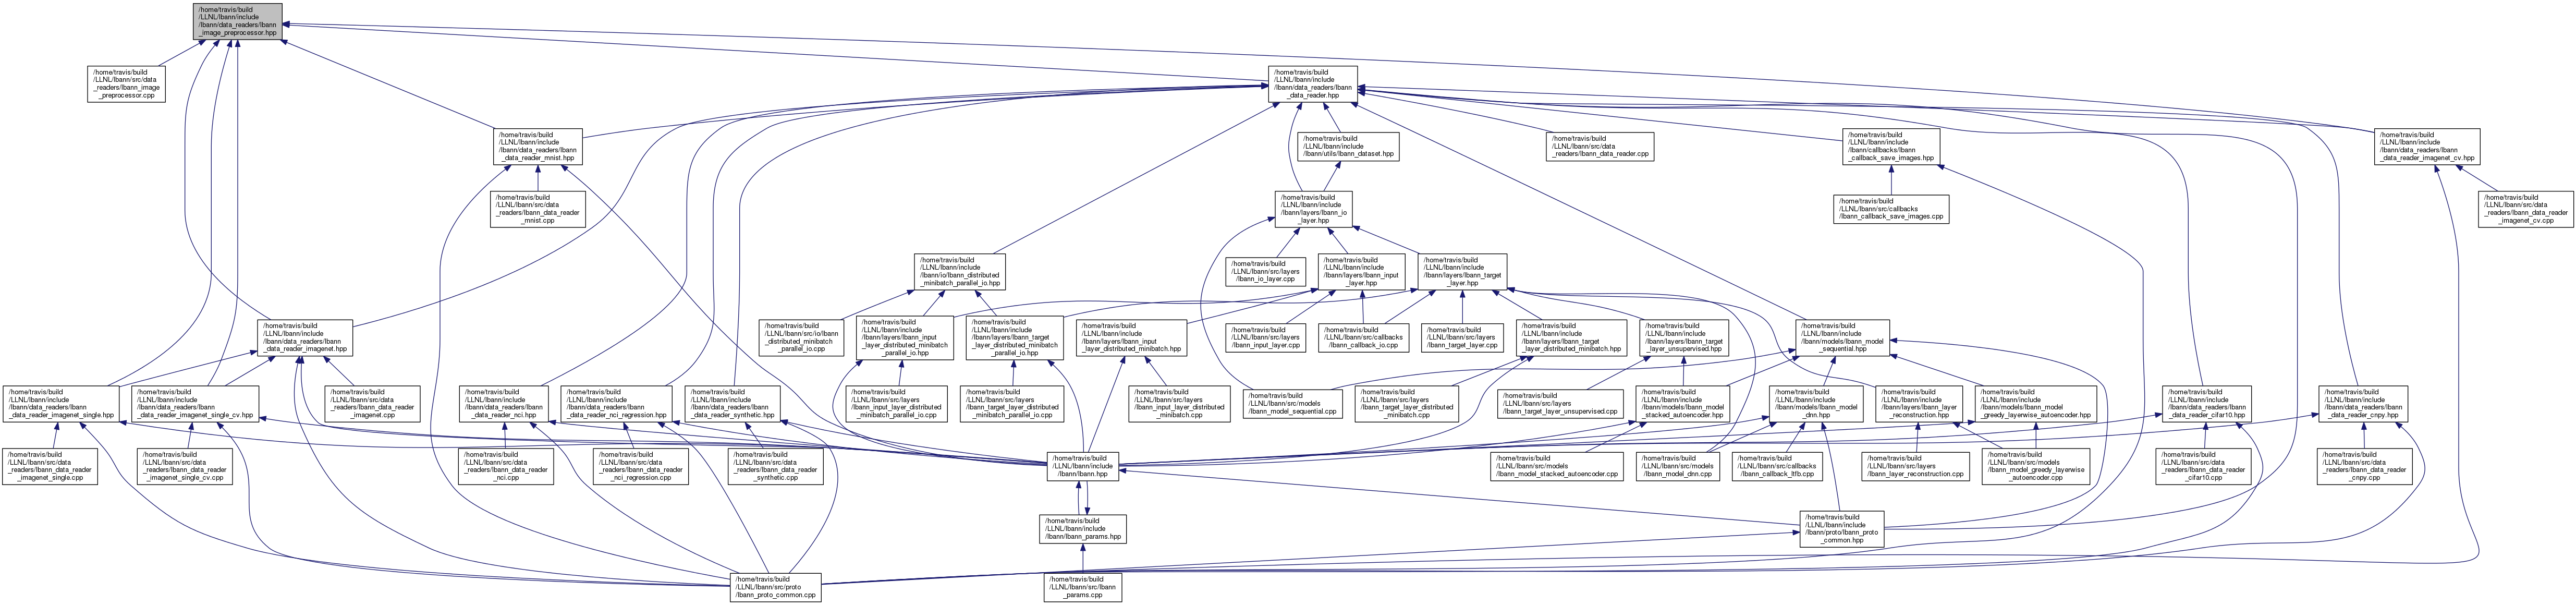 /home/travis/build
/LLNL/lbann/include
/lbann/data_readers/lbann
_image_preprocessor.hpp
/home/travis/build
/LLNL/lbann/src/data
_readers/lbann_image
_preprocessor.cpp
/home/travis/build
/LLNL/lbann/include
/lbann/data_readers/lbann
_data_reader.hpp
/home/travis/build
/LLNL/lbann/include
/lbann/data_readers/lbann
_data_reader_mnist.hpp
/home/travis/build
/LLNL/lbann/include
/lbann/utils/lbann_dataset.hpp
/home/travis/build
/LLNL/lbann/src/data
_readers/lbann_data_reader.cpp
/home/travis/build
/LLNL/lbann/include
/lbann/callbacks/lbann
_callback_save_images.hpp
/home/travis/build
/LLNL/lbann/include
/lbann/data_readers/lbann
_data_reader_imagenet_cv.hpp
/home/travis/build
/LLNL/lbann/src/data
_readers/lbann_data_reader
_mnist.cpp
/home/travis/build
/LLNL/lbann/include
/lbann/layers/lbann_io
_layer.hpp
/home/travis/build
/LLNL/lbann/src/callbacks
/lbann_callback_save_images.cpp
/home/travis/build
/LLNL/lbann/src/data
_readers/lbann_data_reader
_imagenet_cv.cpp
/home/travis/build
/LLNL/lbann/include
/lbann/io/lbann_distributed
_minibatch_parallel_io.hpp
/home/travis/build
/LLNL/lbann/src/layers
/lbann_io_layer.cpp
/home/travis/build
/LLNL/lbann/include
/lbann/layers/lbann_input
_layer.hpp
/home/travis/build
/LLNL/lbann/include
/lbann/layers/lbann_target
_layer.hpp
/home/travis/build
/LLNL/lbann/include
/lbann/data_readers/lbann
_data_reader_imagenet.hpp
/home/travis/build
/LLNL/lbann/src/io/lbann
_distributed_minibatch
_parallel_io.cpp
/home/travis/build
/LLNL/lbann/include
/lbann/layers/lbann_input
_layer_distributed_minibatch
_parallel_io.hpp
/home/travis/build
/LLNL/lbann/include
/lbann/layers/lbann_target
_layer_distributed_minibatch
_parallel_io.hpp
/home/travis/build
/LLNL/lbann/include
/lbann/layers/lbann_input
_layer_distributed_minibatch.hpp
/home/travis/build
/LLNL/lbann/src/layers
/lbann_input_layer.cpp
/home/travis/build
/LLNL/lbann/src/callbacks
/lbann_callback_io.cpp
/home/travis/build
/LLNL/lbann/src/layers
/lbann_target_layer.cpp
/home/travis/build
/LLNL/lbann/include
/lbann/layers/lbann_target
_layer_distributed_minibatch.hpp
/home/travis/build
/LLNL/lbann/include
/lbann/layers/lbann_target
_layer_unsupervised.hpp
/home/travis/build
/LLNL/lbann/include
/lbann/models/lbann_model
_sequential.hpp
/home/travis/build
/LLNL/lbann/include
/lbann/data_readers/lbann
_data_reader_imagenet_single.hpp
/home/travis/build
/LLNL/lbann/include
/lbann/data_readers/lbann
_data_reader_imagenet_single_cv.hpp
/home/travis/build
/LLNL/lbann/src/data
_readers/lbann_data_reader
_imagenet.cpp
/home/travis/build
/LLNL/lbann/include
/lbann/data_readers/lbann
_data_reader_nci.hpp
/home/travis/build
/LLNL/lbann/include
/lbann/data_readers/lbann
_data_reader_nci_regression.hpp
/home/travis/build
/LLNL/lbann/include
/lbann/data_readers/lbann
_data_reader_synthetic.hpp
/home/travis/build
/LLNL/lbann/src/layers
/lbann_input_layer_distributed
_minibatch_parallel_io.cpp
/home/travis/build
/LLNL/lbann/src/layers
/lbann_target_layer_distributed
_minibatch_parallel_io.cpp
/home/travis/build
/LLNL/lbann/src/layers
/lbann_input_layer_distributed
_minibatch.cpp
/home/travis/build
/LLNL/lbann/src/models
/lbann_model_sequential.cpp
/home/travis/build
/LLNL/lbann/src/layers
/lbann_target_layer_distributed
_minibatch.cpp
/home/travis/build
/LLNL/lbann/src/layers
/lbann_target_layer_unsupervised.cpp
/home/travis/build
/LLNL/lbann/include
/lbann/models/lbann_model
_stacked_autoencoder.hpp
/home/travis/build
/LLNL/lbann/include
/lbann/models/lbann_model
_dnn.hpp
/home/travis/build
/LLNL/lbann/include
/lbann/layers/lbann_layer
_reconstruction.hpp
/home/travis/build
/LLNL/lbann/include
/lbann/models/lbann_model
_greedy_layerwise_autoencoder.hpp
/home/travis/build
/LLNL/lbann/include
/lbann/data_readers/lbann
_data_reader_cifar10.hpp
/home/travis/build
/LLNL/lbann/include
/lbann/data_readers/lbann
_data_reader_cnpy.hpp
/home/travis/build
/LLNL/lbann/src/data
_readers/lbann_data_reader
_imagenet_single.cpp
/home/travis/build
/LLNL/lbann/src/data
_readers/lbann_data_reader
_imagenet_single_cv.cpp
/home/travis/build
/LLNL/lbann/src/data
_readers/lbann_data_reader
_nci.cpp
/home/travis/build
/LLNL/lbann/src/data
_readers/lbann_data_reader
_nci_regression.cpp
/home/travis/build
/LLNL/lbann/src/data
_readers/lbann_data_reader
_synthetic.cpp
/home/travis/build
/LLNL/lbann/include
/lbann/lbann.hpp
/home/travis/build
/LLNL/lbann/src/models
/lbann_model_stacked_autoencoder.cpp
/home/travis/build
/LLNL/lbann/src/models
/lbann_model_dnn.cpp
/home/travis/build
/LLNL/lbann/src/callbacks
/lbann_callback_ltfb.cpp
/home/travis/build
/LLNL/lbann/src/layers
/lbann_layer_reconstruction.cpp
/home/travis/build
/LLNL/lbann/src/models
/lbann_model_greedy_layerwise
_autoencoder.cpp
/home/travis/build
/LLNL/lbann/src/data
_readers/lbann_data_reader
_cifar10.cpp
/home/travis/build
/LLNL/lbann/src/data
_readers/lbann_data_reader
_cnpy.cpp
/home/travis/build
/LLNL/lbann/include
/lbann/lbann_params.hpp
/home/travis/build
/LLNL/lbann/include
/lbann/proto/lbann_proto
_common.hpp
/home/travis/build
/LLNL/lbann/src/proto
/lbann_proto_common.cpp
/home/travis/build
/LLNL/lbann/src/lbann
_params.cpp